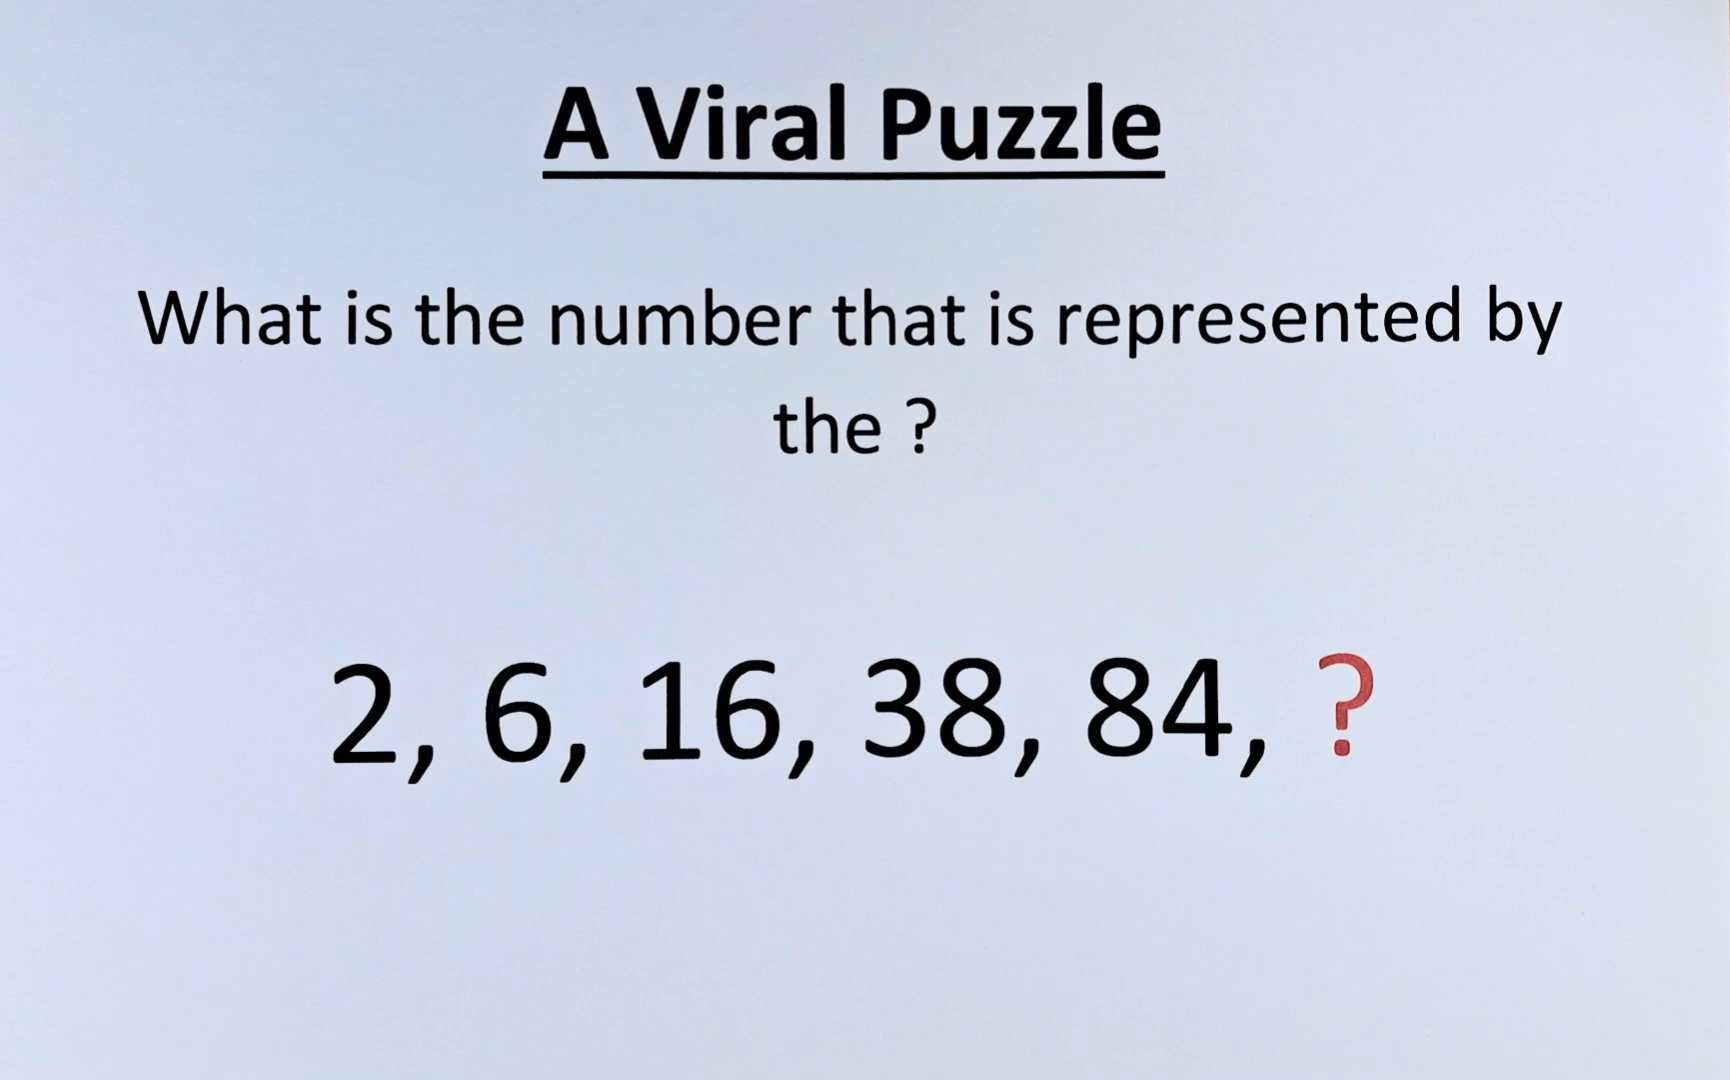 A Viral Puzzle
What is the number that is represented by
the ?
2, 6, 16, 38, 84, ?